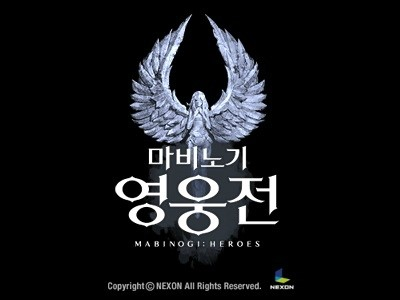 마비노기
영웅전
MABINOGI: HEROES
Copyright ⓒ NEXON All Rights Reserved.
NEXON